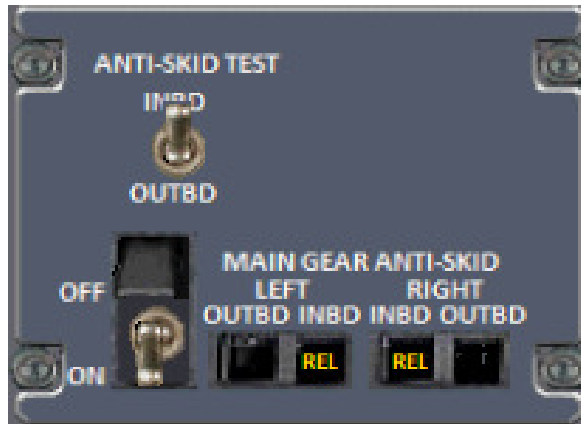 ANTI-SKID TEST
INBD
OUTBD
MAIN GEAR ANTI-SKID
OFF LEFT RIGHT
OUTBD INBD INBD OUTBD
ON REL REL